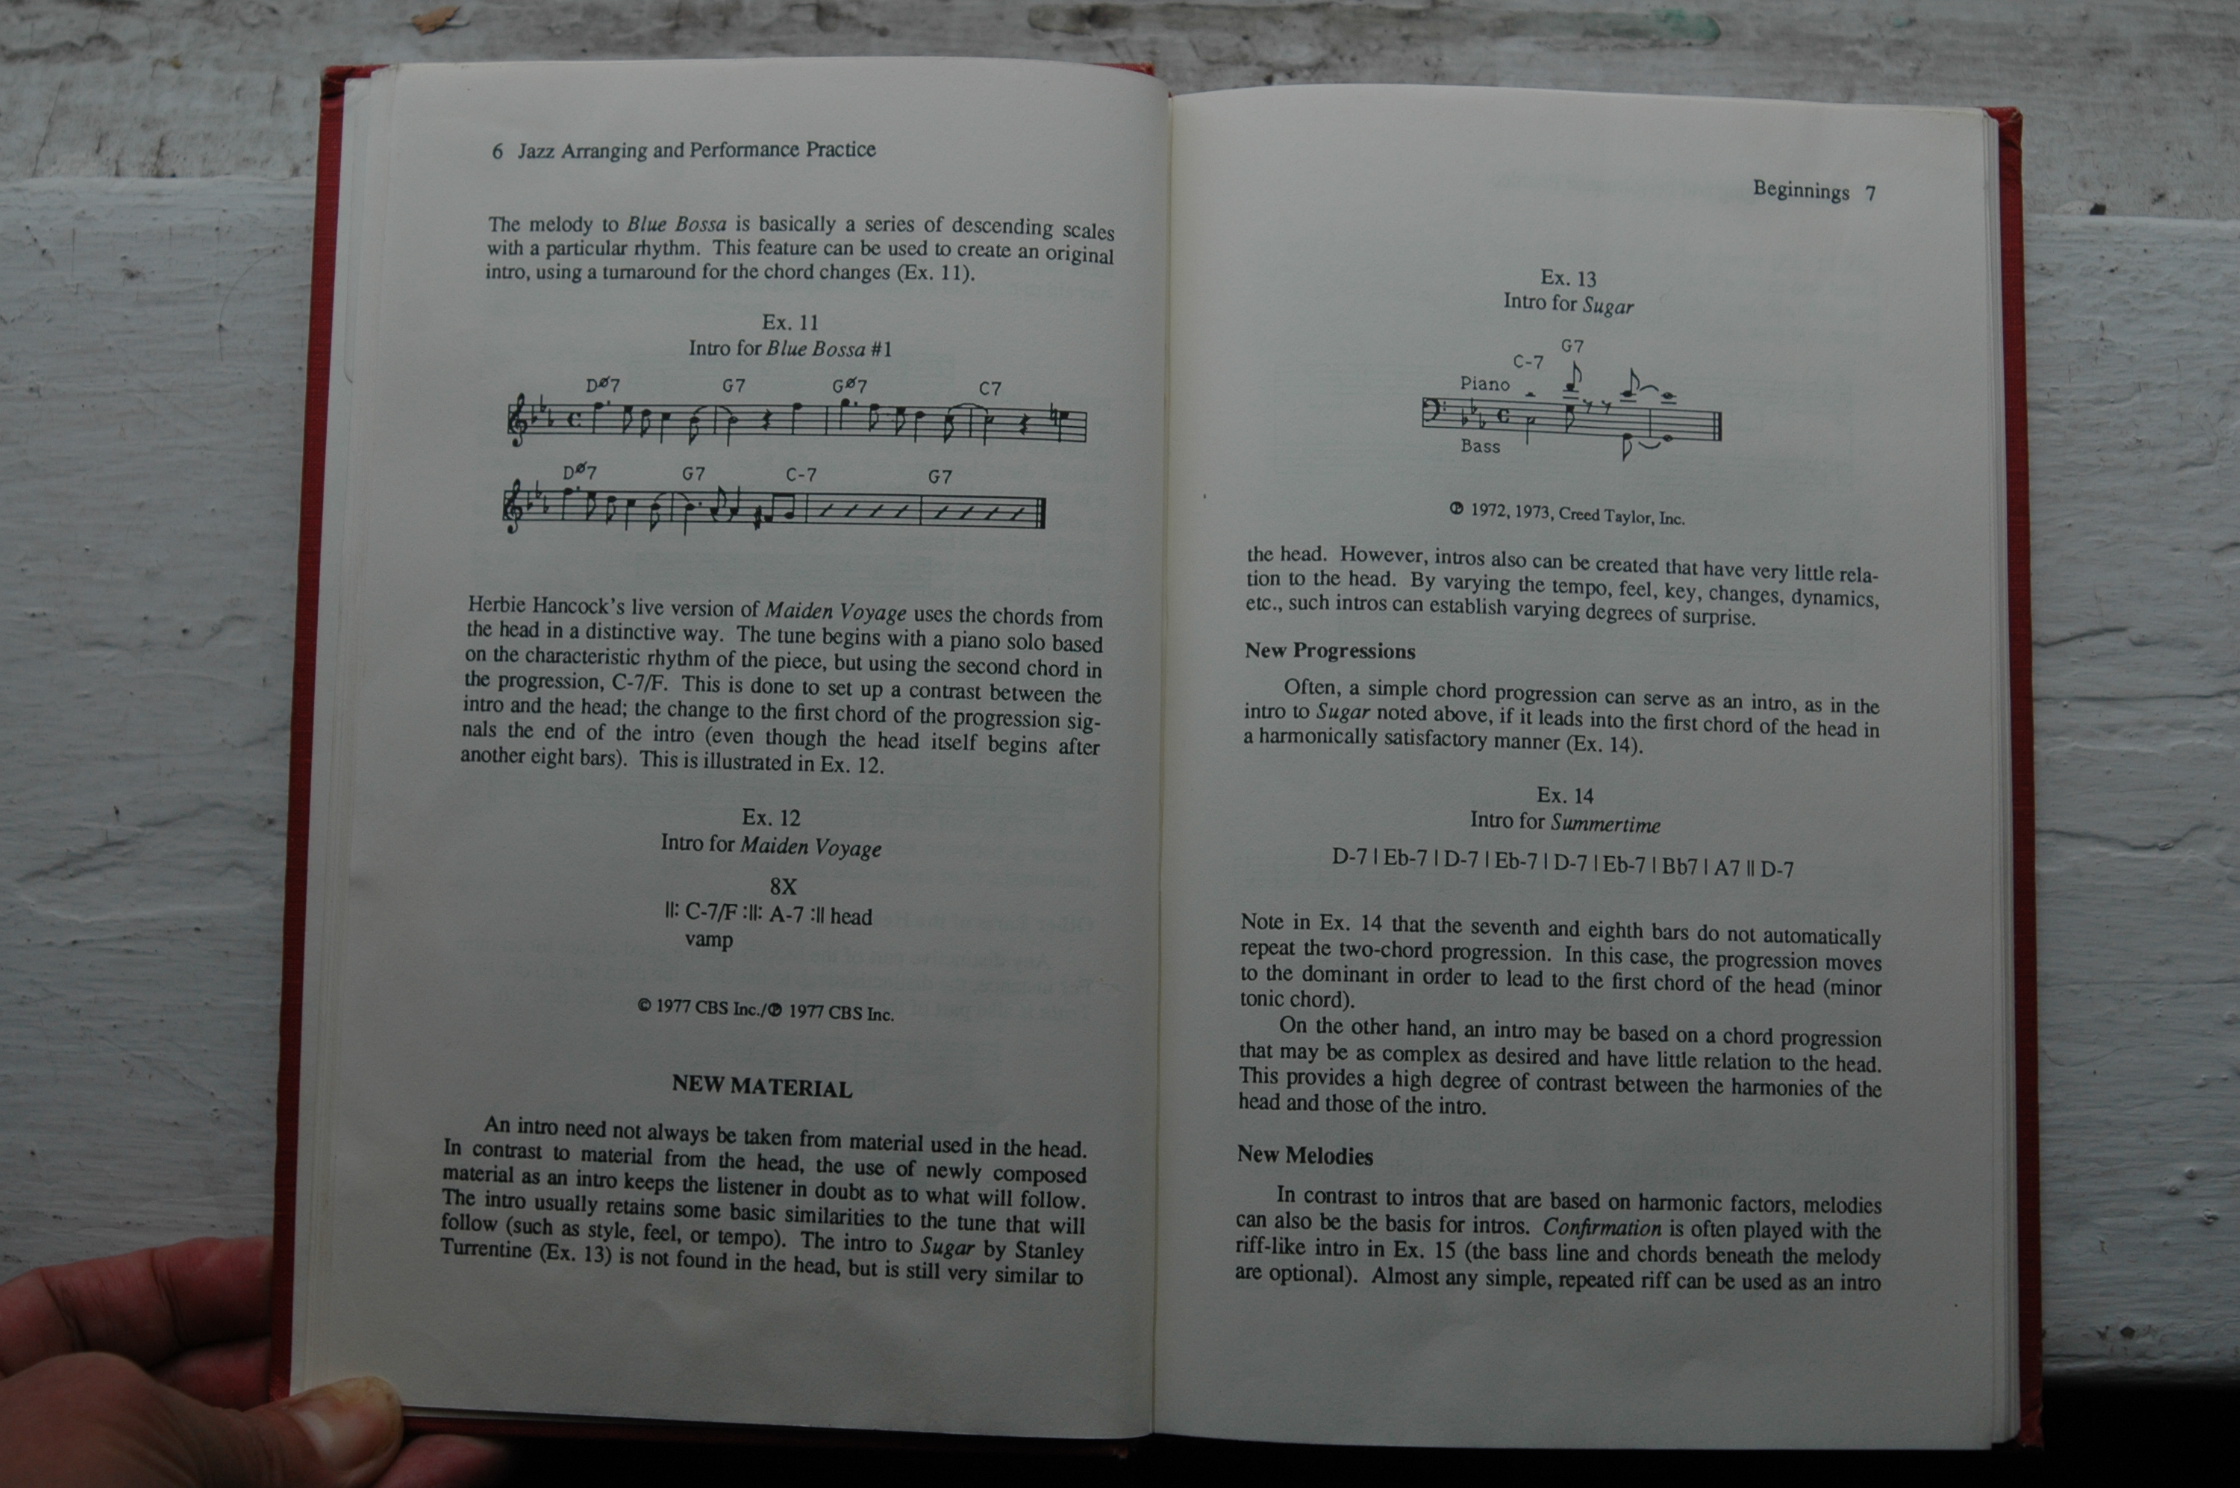 6 Jazz Arranging and Performance Practice
The melody to Blue Bossa is basically a series of descending scales
with a particular rhythm. This feature can be used to create an original
intro, using a turnaround for the chord changes (Ex. 11).
Ex. 11
Intro for Blue Bossa #1
Dø7 G7 Gø7 C7
Dø7 G7 C-7 G7
Herbie Hancock's live version of Maiden Voyage uses the chords from
the head in a distinctive way. The tune begins with a piano solo based
on the characteristic rhythm of the piece, but using the second chord in
the progression, C-7/F. This is done to set up a contrast between the
intro and the head; the change to the first chord of the progression sig-
nals the end of the intro (even though the head itself begins after
another eight bars). This is illustrated in Ex. 12.
Ex. 12
Intro for Maiden Voyage
8X
||: C-7/F :||: A-7 :|| head
vamp
© 1977 CBS Inc./℗ 1977 CBS Inc.
NEW MATERIAL
An intro need not always be taken from material used in the head.
In contrast to material from the head, the use of newly composed
material as an intro keeps the listener in doubt as to what will follow.
The intro usually retains some basic similarities to the tune that will
follow (such as style, feel, or tempo). The intro to Sugar by Stanley
Turrentine (Ex. 13) is not found in the head, but is still very similar to
Beginnings 7
Ex. 13
Intro for Sugar
G7
C-7
Piano
Bass
℗ 1972, 1973, Creed Taylor, Inc.
the head. However, intros also can be created that have very little rela-
tion to the head. By varying the tempo, feel, key, changes, dynamics,
etc., such intros can establish varying degrees of surprise.
New Progressions
Often, a simple chord progression can serve as an intro, as in the
intro to Sugar noted above, if it leads into the first chord of the head in
a harmonically satisfactory manner (Ex. 14).
Ex. 14
Intro for Summertime
D-7 | Eb-7 | D-7 | Eb-7 | D-7 | Eb-7 | Bb7 | A7 || D-7
Note in Ex. 14 that the seventh and eighth bars do not automatically
repeat the two-chord progression. In this case, the progression moves
to the dominant in order to lead to the first chord of the head (minor
tonic chord).
On the other hand, an intro may be based on a chord progression
that may be as complex as desired and have little relation to the head.
This provides a high degree of contrast between the harmonies of the
head and those of the intro.
New Melodies
In contrast to intros that are based on harmonic factors, melodies
can also be the basis for intros. Confirmation is often played with the
riff-like intro in Ex. 15 (the bass line and chords beneath the melody
are optional). Almost any simple, repeated riff can be used as an intro